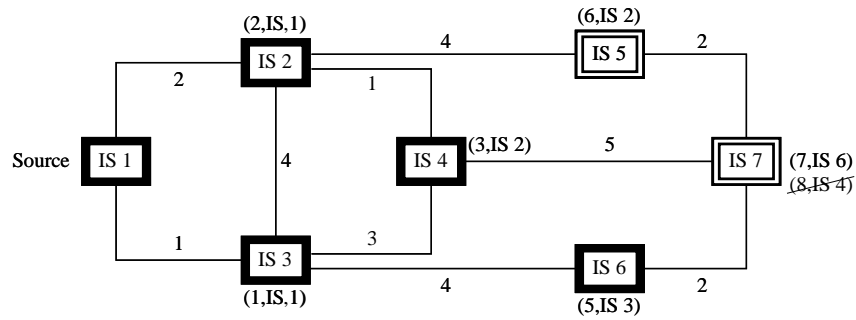 (6,IS 2)
(2,IS,1)
4
IS 5
2
IS 2
2
1
Source
IS 1
4
IS 4
(3,IS 2)
5
IS 7
(7,IS 6)
(8,IS 4)
1
IS 3
3
4
IS 6
2
(1,IS,1)
(5,IS 3)